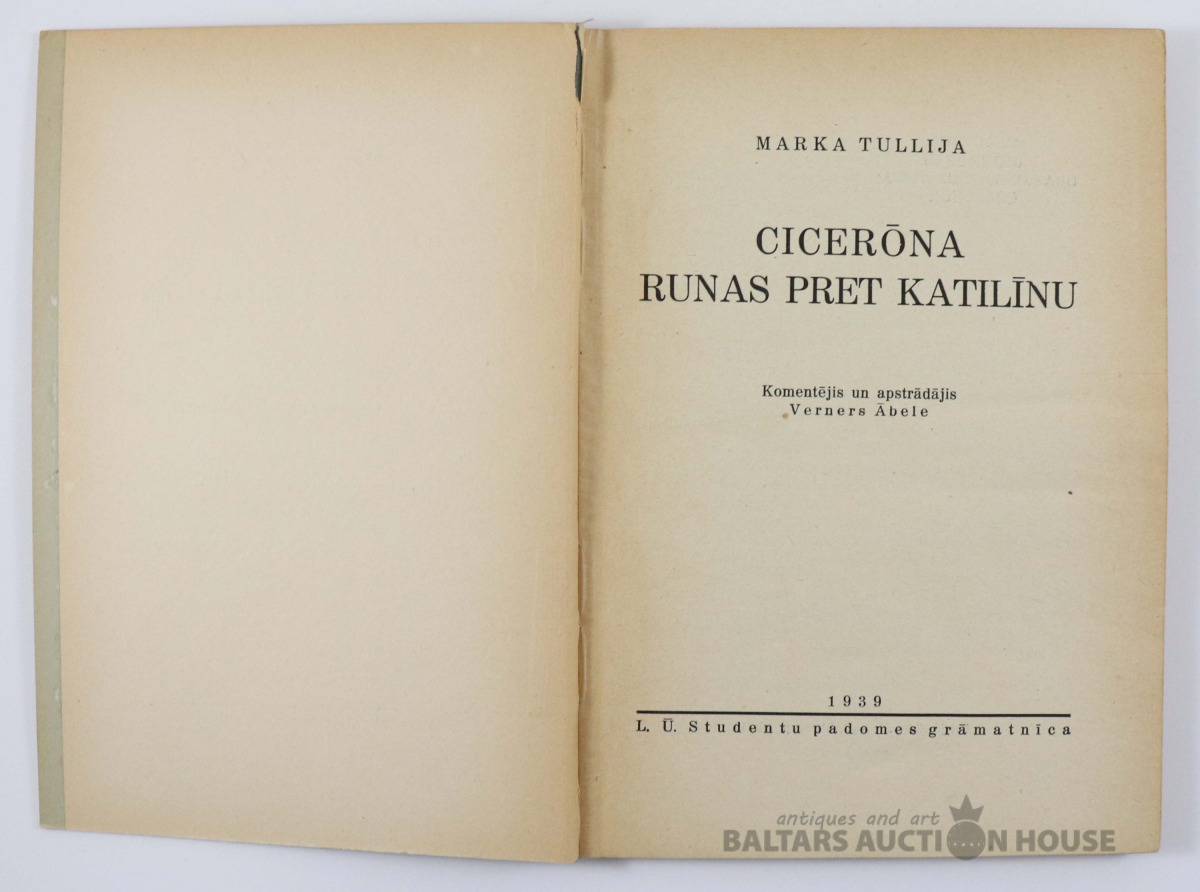 MARKA TULLIJA
CICERŌNA
RUNAS PRET KATILĪNU
Komentējis un apstrādājis
Verners Ābele
1939
L. Ū. Studentu padomes grāmatnīca
antiques and art
BALTARS AUCTION HOUSE